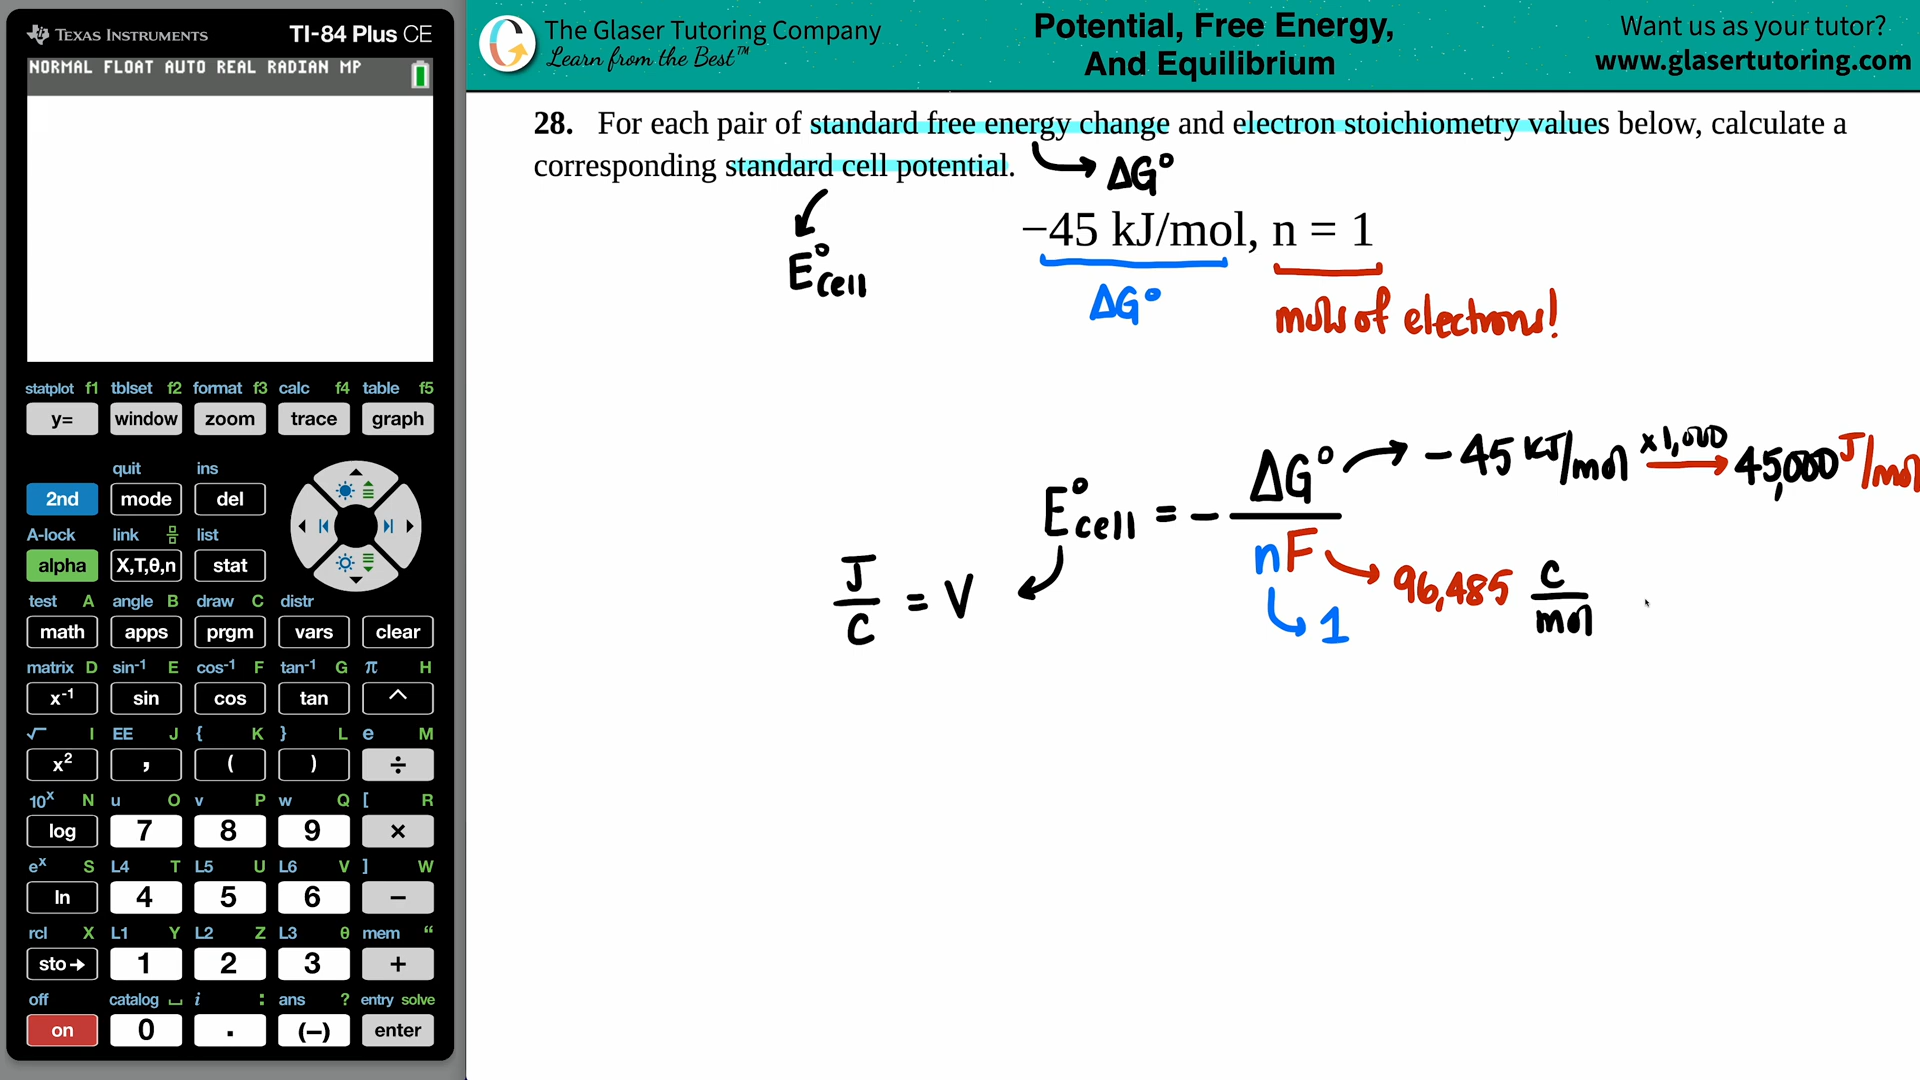 TEXAS INSTRUMENTS TI-84 Plus CE
NORMAL FLOAT AUTO REAL RADIAN MP
statplot f1 tblset f2 format f3 calc f4 table f5
y= window zoom trace graph
quit ins
2nd mode del
A-lock link list
alpha X,T,θ,n stat
test A angle B draw C distr
math apps prgm vars clear
matrix D sin⁻¹ E cos⁻¹ F tan⁻¹ G π H
x⁻¹ sin cos tan ^
√ I EE J { K } L e M
x² , ( ) ÷
10ˣ N u O v P w Q [ R
log 7 8 9 ×
eˣ S L4 T L5 U L6 V ] W
ln 4 5 6 −
rcl X L1 Y L2 Z L3 θ mem “
sto→ 1 2 3 +
off catalog ⎵ i : ans ? entry solve
on 0 . (−) enter
The Glaser Tutoring Company
Learn from the Best™
Potential, Free Energy,
And Equilibrium
Want us as your tutor?
www.glasertutoring.com
28. For each pair of standard free energy change and electron stoichiometry values below, calculate a
corresponding standard cell potential.
ΔG°
E°cell
−45 kJ/mol, n = 1
ΔG°
mols of electrons!
E°cell = − ΔG° / nF
−45 KJ/mol x1,000 45,000 J/mol
96,485 C/mol
1
J/C = V